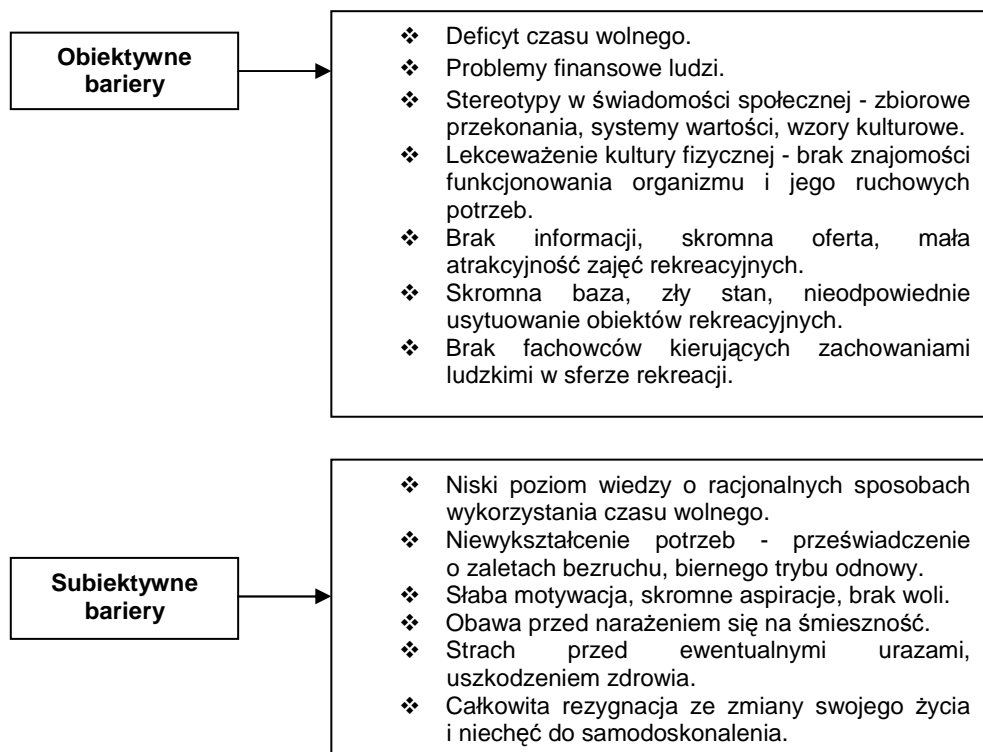 Obiektywne
bariery
❖ Deficyt czasu wolnego.
❖ Problemy finansowe ludzi.
❖ Stereotypy w świadomości społecznej - zbiorowe
przekonania, systemy wartości, wzory kulturowe.
❖ Lekceważenie kultury fizycznej - brak znajomości
funkcjonowania organizmu i jego ruchowych
potrzeb.
❖ Brak informacji, skromna oferta, mała
atrakcyjność zajęć rekreacyjnych.
❖ Skromna baza, zły stan, nieodpowiednie
usytuowanie obiektów rekreacyjnych.
❖ Brak fachowców kierujących zachowaniami
ludzkimi w sferze rekreacji.
Subiektywne
bariery
❖ Niski poziom wiedzy o racjonalnych sposobach
wykorzystania czasu wolnego.
❖ Niewykształcenie potrzeb - przeświadczenie
o zaletach bezruchu, biernego trybu odnowy.
❖ Słaba motywacja, skromne aspiracje, brak woli.
❖ Obawa przed narażeniem się na śmieszność.
❖ Strach przed ewentualnymi urazami,
uszkodzeniem zdrowia.
❖ Całkowita rezygnacja ze zmiany swojego życia
i niechęć do samodoskonalenia.